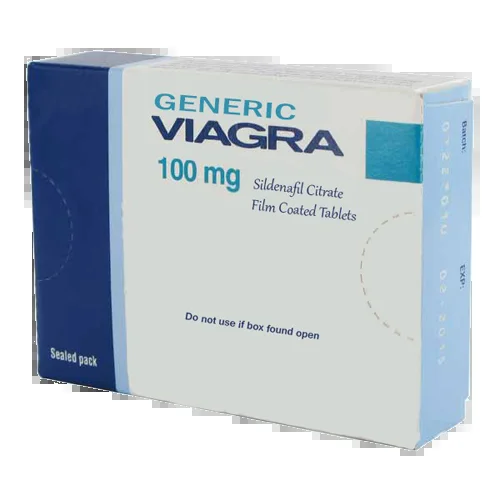 GENERIC
VIAGRA
100 mg
Sildenafil Citrate
Film Coated Tablets
Do not use if box found open
Sealed pack
Batch:
EXP: